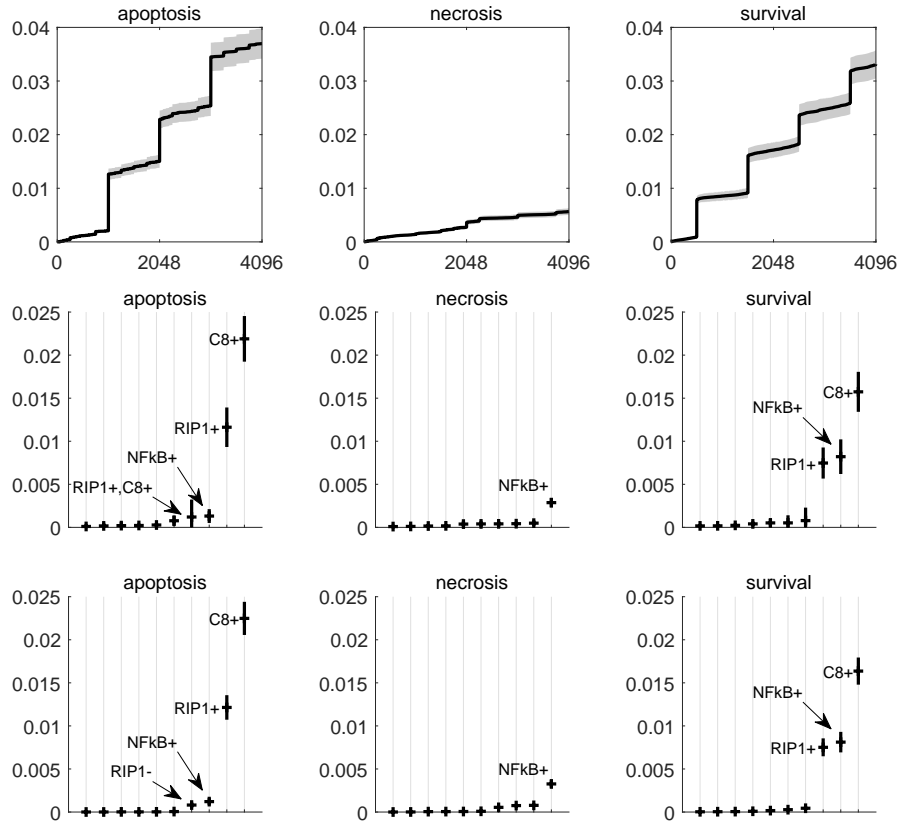 apoptosis necrosis survival
0.04 0.04 0.04
0.03 0.03 0.03
0.02 0.02 0.02
0.01 0.01 0.01
0 0 0
0 2048 4096 0 2048 4096 0 2048 4096
apoptosis necrosis survival
0.025 0.025 0.025
C8+
0.02 0.02 0.02
C8+
0.015 0.015 0.015
NFkB+
RIP1+
0.01 0.01 0.01
NFkB+ RIP1+
0.005 0.005 0.005
RIP1+,C8+ NFkB+
0 0 0
apoptosis necrosis survival
0.025 0.025 0.025
C8+
0.02 0.02 0.02
C8+
0.015 0.015 0.015
NFkB+
RIP1+
0.01 0.01 0.01
NFkB+ RIP1+
0.005 0.005 0.005
RIP1- NFkB+
0 0 0